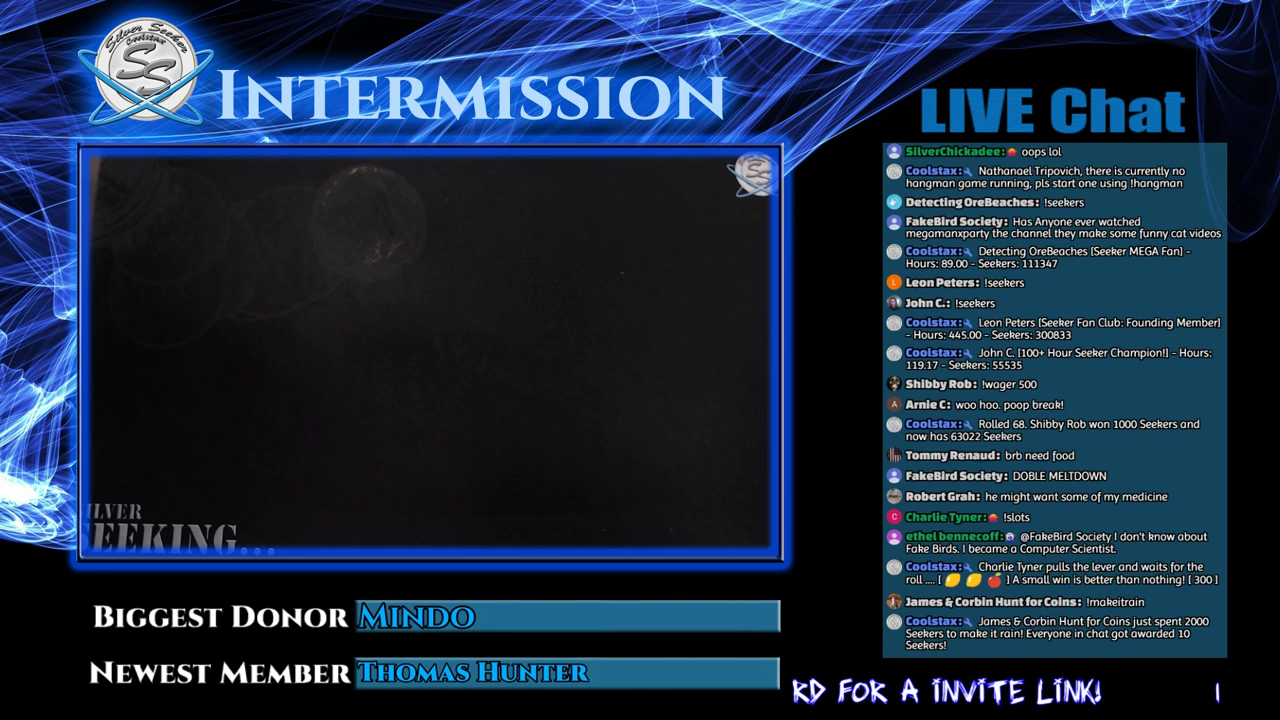 Silver Seeker
Coolstax
SS
INTERMISSION
LIVE Chat
SilverChickadee: oops lol
Coolstax: Nathanael Tripovich, there is currently no
hangman game running, pls start one using !hangman
Detecting OreBeaches: !seekers
FakeBird Society: Has Anyone ever watched
megamanxparty the channel they make some funny cat videos
Coolstax: Detecting OreBeaches [Seeker MEGA Fan] -
Hours: 89.00 - Seekers: 111347
Leon Peters: !seekers
John C.: !seekers
Coolstax: Leon Peters [Seeker Fan Club: Founding Member]
- Hours: 445.00 - Seekers: 300833
Coolstax: John C. [100+ Hour Seeker Champion!] - Hours:
119.17 - Seekers: 55535
Shibby Rob: !wager 500
A Arnie C: woo hoo. poop break!
Coolstax: Rolled 68. Shibby Rob won 1000 Seekers and
now has 63022 Seekers
Tommy Renaud: brb need food
FakeBird Society: DOBLE MELTDOWN
Robert Grah: he might want some of my medicine
C Charlie Tyner: !slots
ethel bennecoff: @FakeBird Society I don't know about
Fake Birds. I became a Computer Scientist.
Coolstax: Charlie Tyner pulls the lever and waits for the
roll .... [ 🍋 🍋 🍎 ] A small win is better than nothing! [ 300 ]
James & Corbin Hunt for Coins: !makeitrain
Coolstax: James & Corbin Hunt for Coins just spent 2000
Seekers to make it rain! Everyone in chat got awarded 10
Seekers!
SS
ILVER
SEEKING...
BIGGEST DONOR MINDO
NEWEST MEMBER THOMAS HUNTER
RD FOR A INVITE LINK!